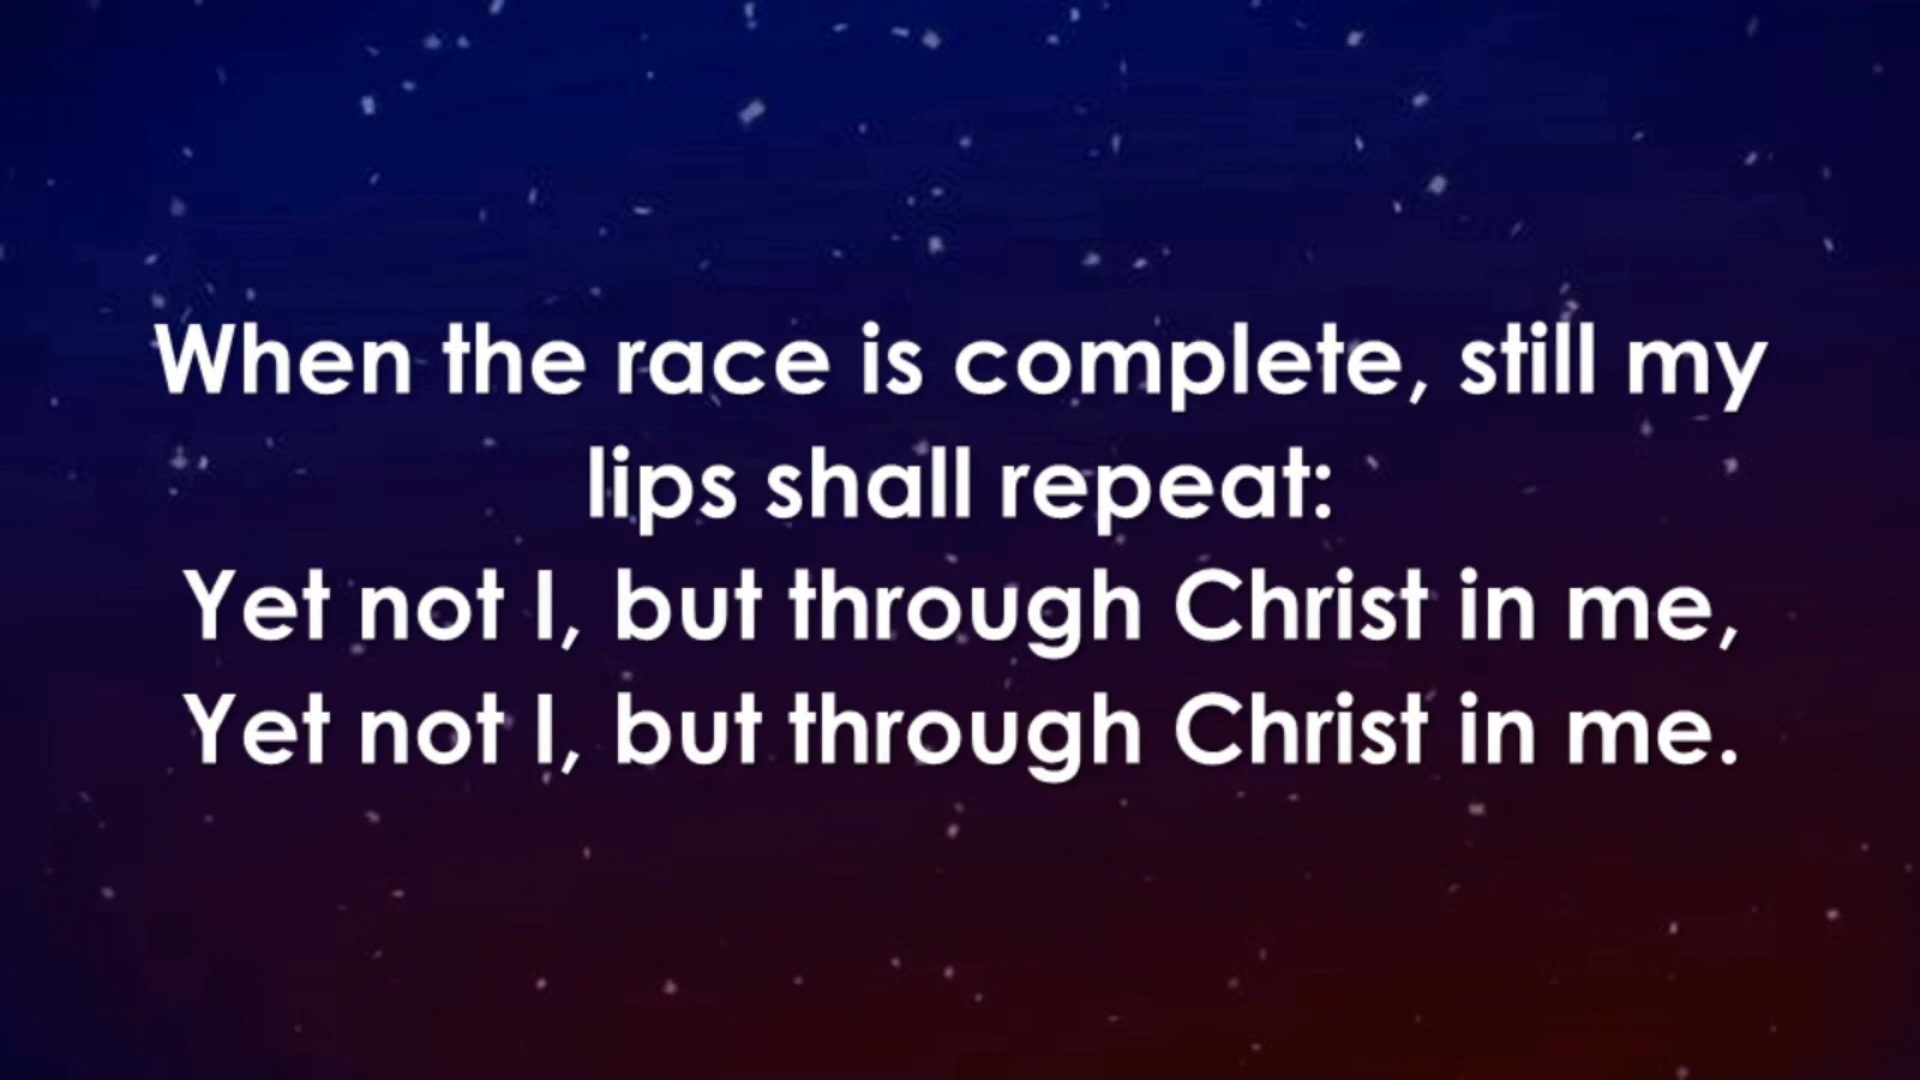 When the race is complete, still my
lips shall repeat:
Yet not I, but through Christ in me,
Yet not I, but through Christ in me.